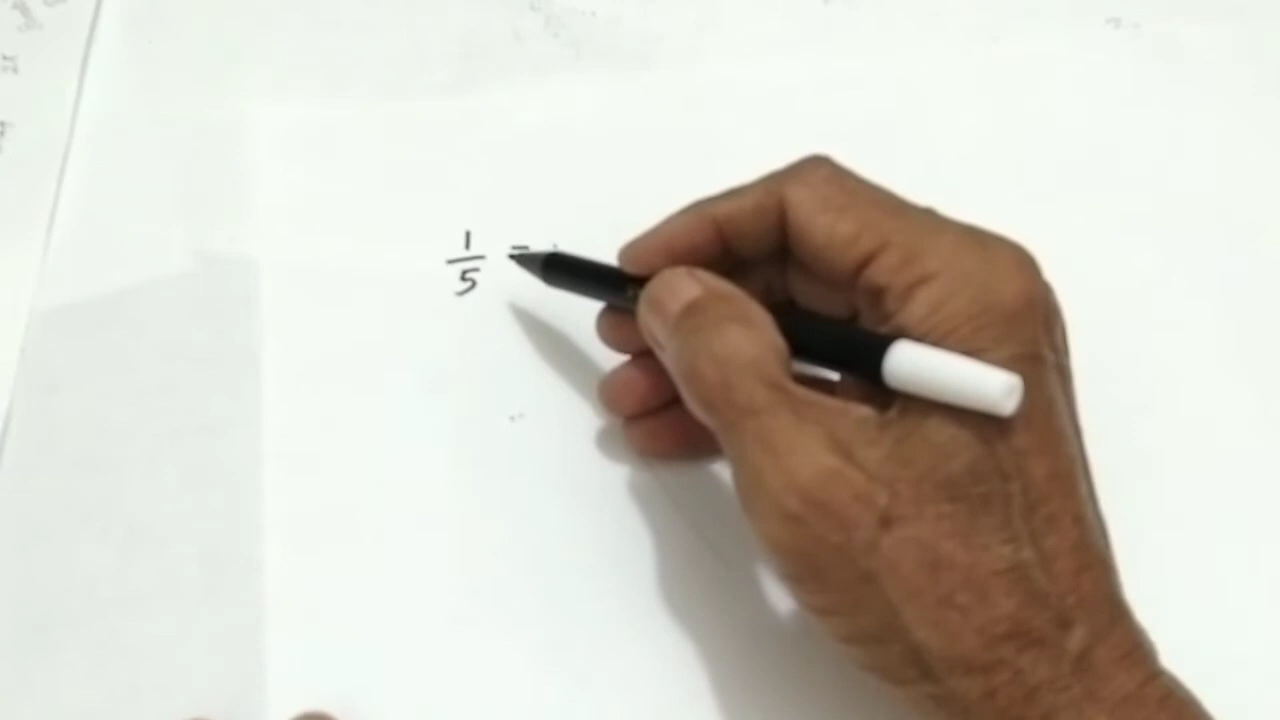 1/5 =